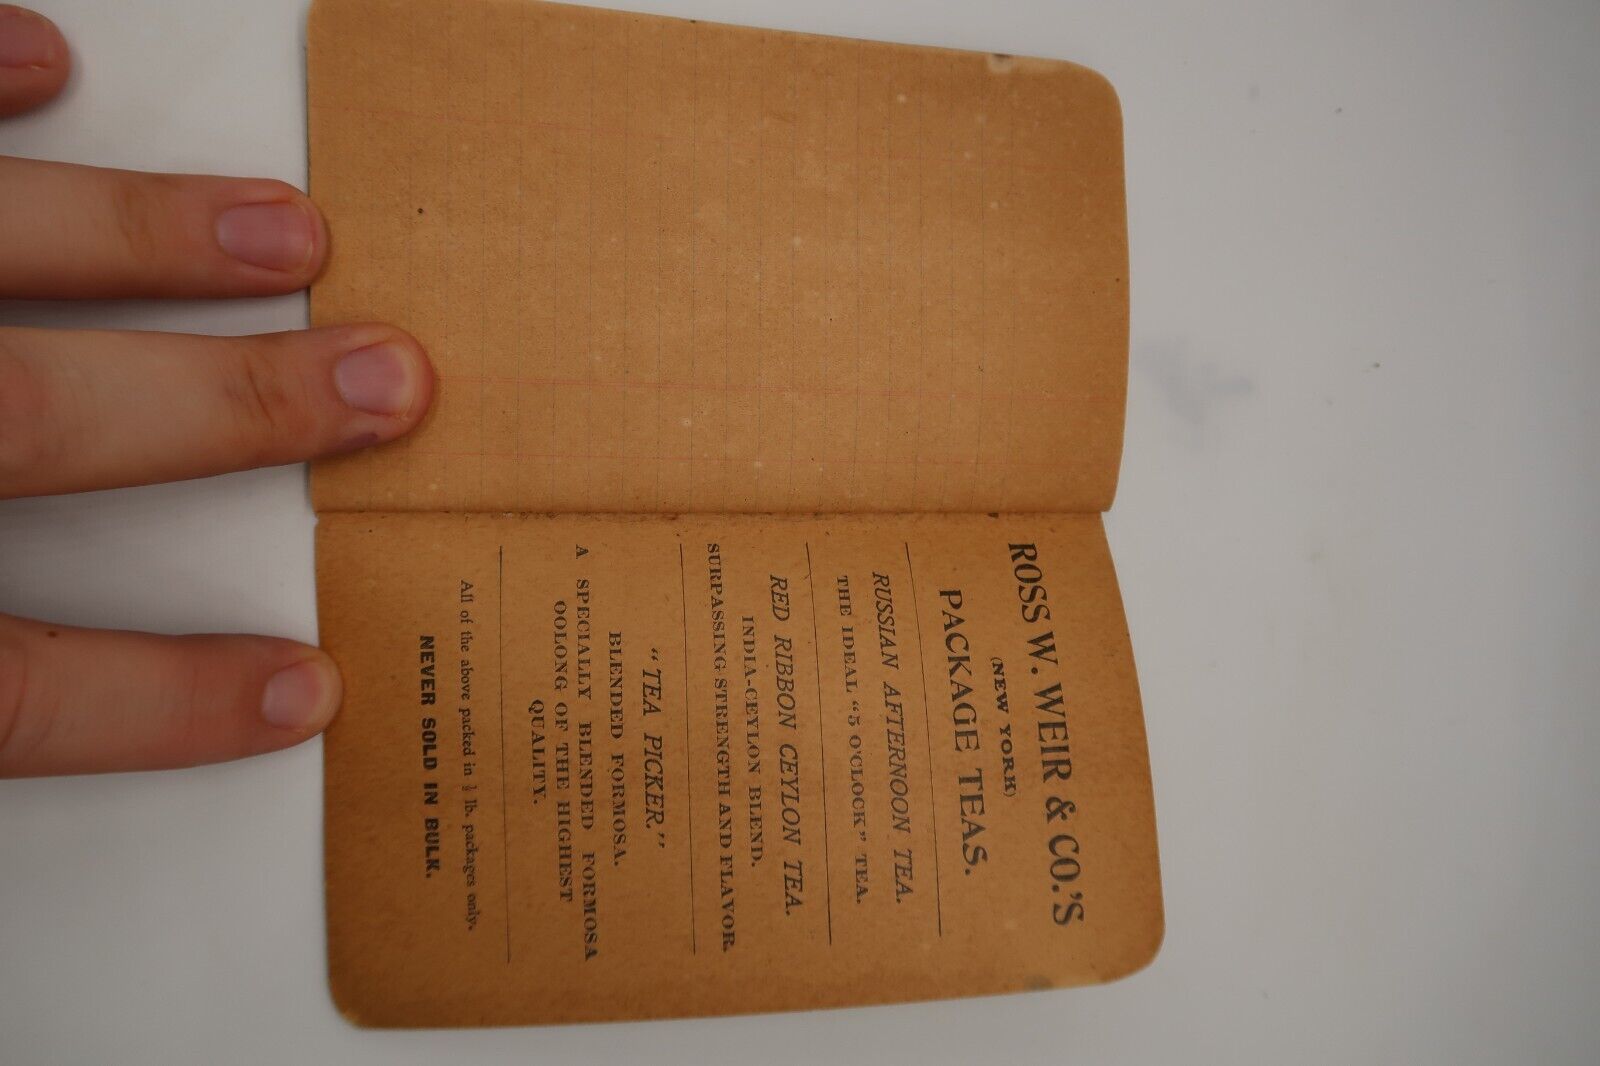 ROSS W. WEIR & CO.'S
(NEW YORK)
PACKAGE TEAS.
RUSSIAN AFTERNOON TEA.
THE IDEAL "5 O'CLOCK" TEA.
RED RIBBON CEYLON TEA.
INDIA-CEYLON BLEND.
SURPASSING STRENGTH AND FLAVOR.
"TEA PICKER."
BLENDED FORMOSA.
A SPECIALLY BLENDED FORMOSA
OOLONG OF THE HIGHEST
QUALITY.
All of the above packed in ½ lb. packages only.
NEVER SOLD IN BULK.